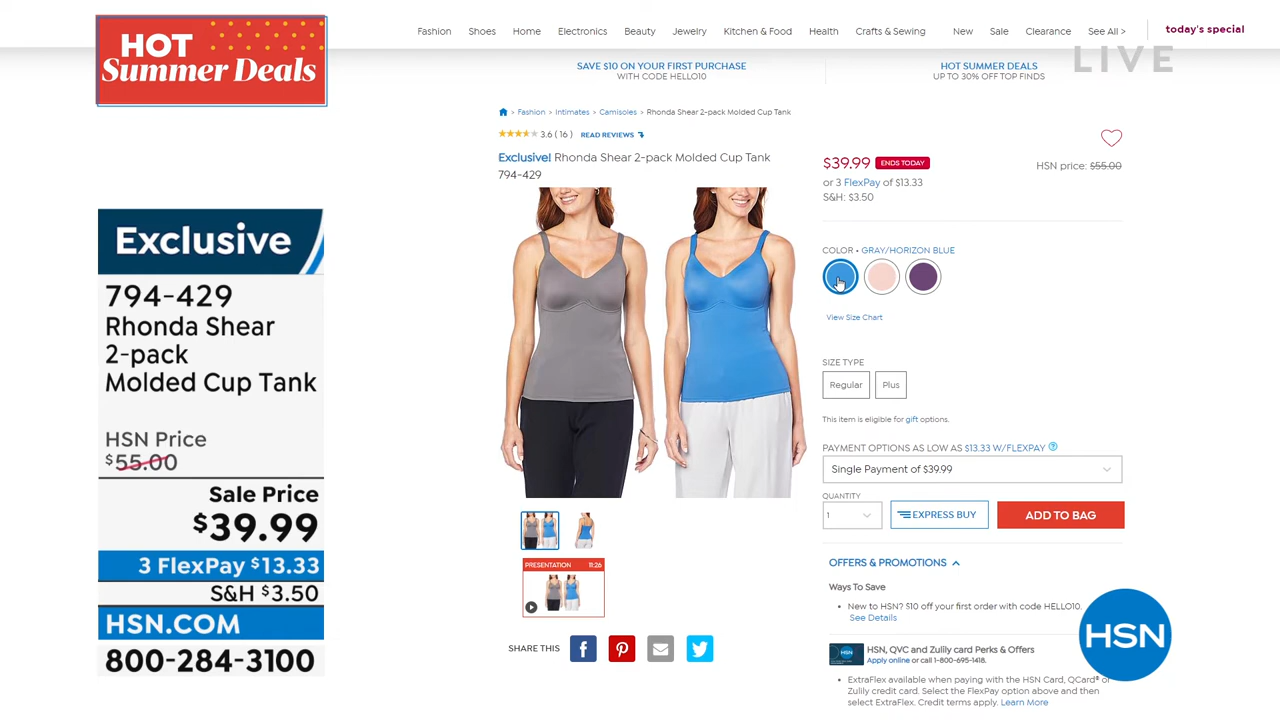 HOT
Summer Deals
Fashion Shoes Home Electronics Beauty Jewelry Kitchen & Food Health Crafts & Sewing New Sale Clearance See All > today's special
LIVE
SAVE $10 ON YOUR FIRST PURCHASE
WITH CODE HELLO10
HOT SUMMER DEALS
UP TO 30% OFF TOP FINDS
> Fashion > Intimates > Camisoles > Rhonda Shear 2-pack Molded Cup Tank
3.6 ( 16 ) READ REVIEWS
Exclusive! Rhonda Shear 2-pack Molded Cup Tank
794-429
$39.99 ENDS TODAY HSN price: $55.00
or 3 FlexPay of $13.33
S&H: $3.50
COLOR • GRAY/HORIZON BLUE
View Size Chart
SIZE TYPE
Regular Plus
This item is eligible for gift options.
PAYMENT OPTIONS AS LOW AS $13.33 W/FLEXPAY ?
Single Payment of $39.99
QUANTITY
1 EXPRESS BUY ADD TO BAG
OFFERS & PROMOTIONS
Ways To Save
• New to HSN? $10 off your first order with code HELLO10.
See Details
HSN, QVC and Zulily card Perks & Offers
Apply online or call 1-800-695-1418.
• ExtraFlex available when paying with the HSN Card, QCard® or
Zulily credit card. Select the FlexPay option above and then
select ExtraFlex. Credit terms apply. Learn More
PRESENTATION 11:26
SHARE THIS
Exclusive
794-429
Rhonda Shear
2-pack
Molded Cup Tank
HSN Price
$55.00
Sale Price
$39.99
3 FlexPay $13.33
S&H $3.50
HSN.COM
800-284-3100
HSN